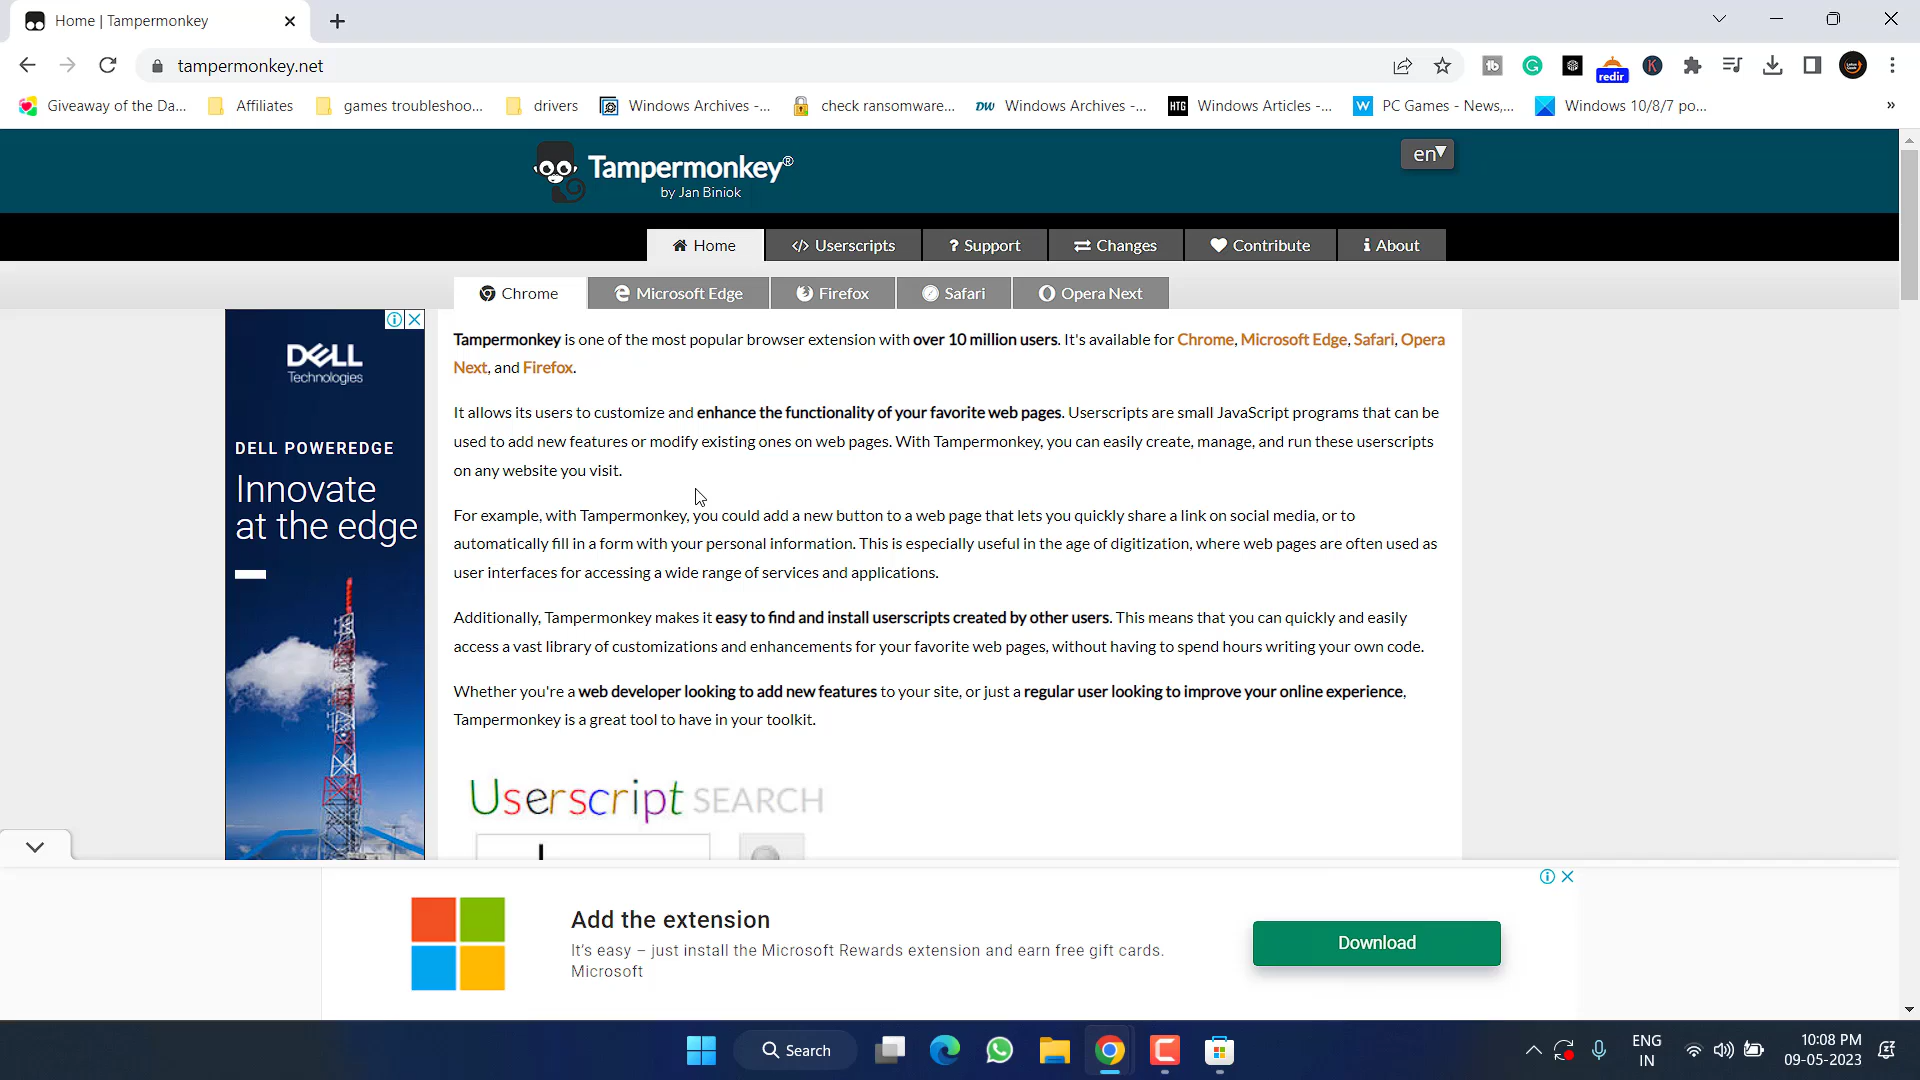 Home | Tampermonkey
tampermonkey.net
redir
Giveaway of the Da...
Affiliates
games troubleshoo...
drivers
Windows Archives -...
check ransomware...
DW Windows Archives -...
HTG Windows Articles -...
W PC Games - News,...
Windows 10/8/7 po...
»
Tampermonkey®
by Jan Biniok
en▼
Home
</> Userscripts
? Support
Changes
Contribute
i About
Chrome
Microsoft Edge
Firefox
Safari
Opera Next
DELL
Technologies
DELL POWEREDGE
Innovate
at the edge
Tampermonkey is one of the most popular browser extension with over 10 million users. It's available for Chrome, Microsoft Edge, Safari, Opera
Next, and Firefox.
It allows its users to customize and enhance the functionality of your favorite web pages. Userscripts are small JavaScript programs that can be
used to add new features or modify existing ones on web pages. With Tampermonkey, you can easily create, manage, and run these userscripts
on any website you visit.
For example, with Tampermonkey, you could add a new button to a web page that lets you quickly share a link on social media, or to
automatically fill in a form with your personal information. This is especially useful in the age of digitization, where web pages are often used as
user interfaces for accessing a wide range of services and applications.
Additionally, Tampermonkey makes it easy to find and install userscripts created by other users. This means that you can quickly and easily
access a vast library of customizations and enhancements for your favorite web pages, without having to spend hours writing your own code.
Whether you're a web developer looking to add new features to your site, or just a regular user looking to improve your online experience,
Tampermonkey is a great tool to have in your toolkit.
Userscript SEARCH
Add the extension
It's easy – just install the Microsoft Rewards extension and earn free gift cards.
Microsoft
Download
Search
ENG
IN
10:08 PM
09-05-2023